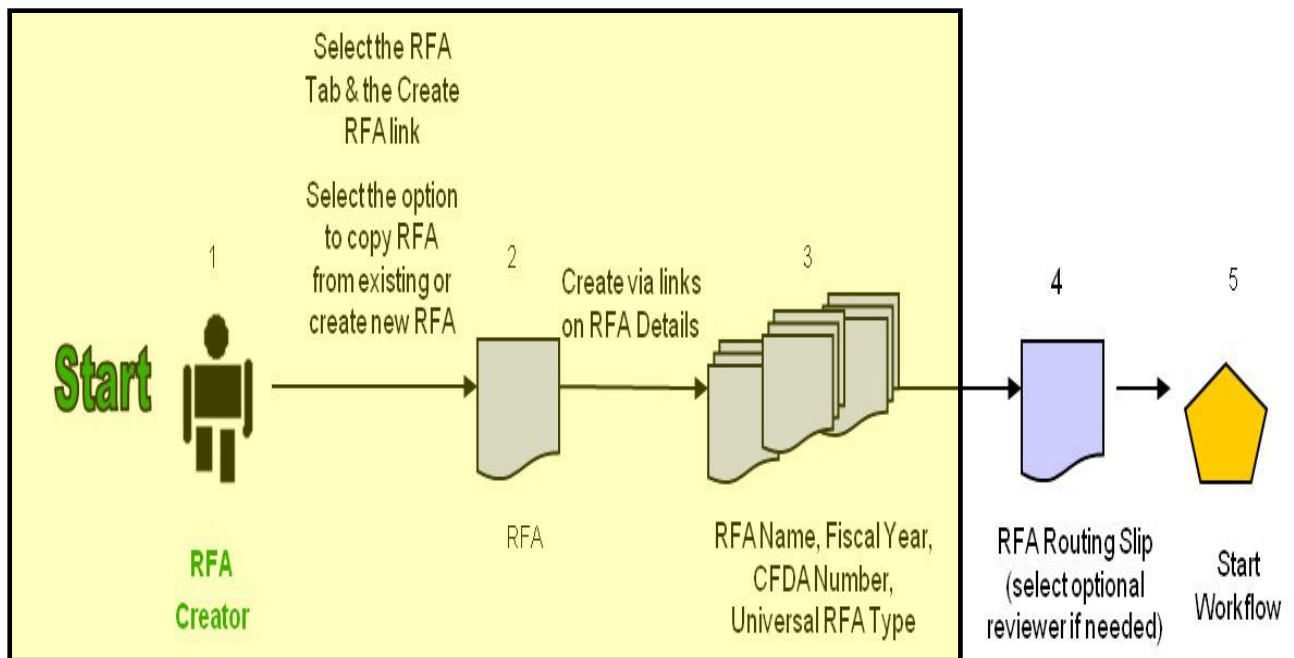 Select the RFA
Tab & the Create
RFA link
Select the option
to copy RFA
from existing or
create new RFA
1
2
Create via links
on RFA Details
3
4
5
Start
RFA
Creator
RFA
RFA Name, Fiscal Year,
CFDA Number,
Universal RFA Type
RFA Routing Slip
(select optional
reviewer if needed)
Start
Workflow